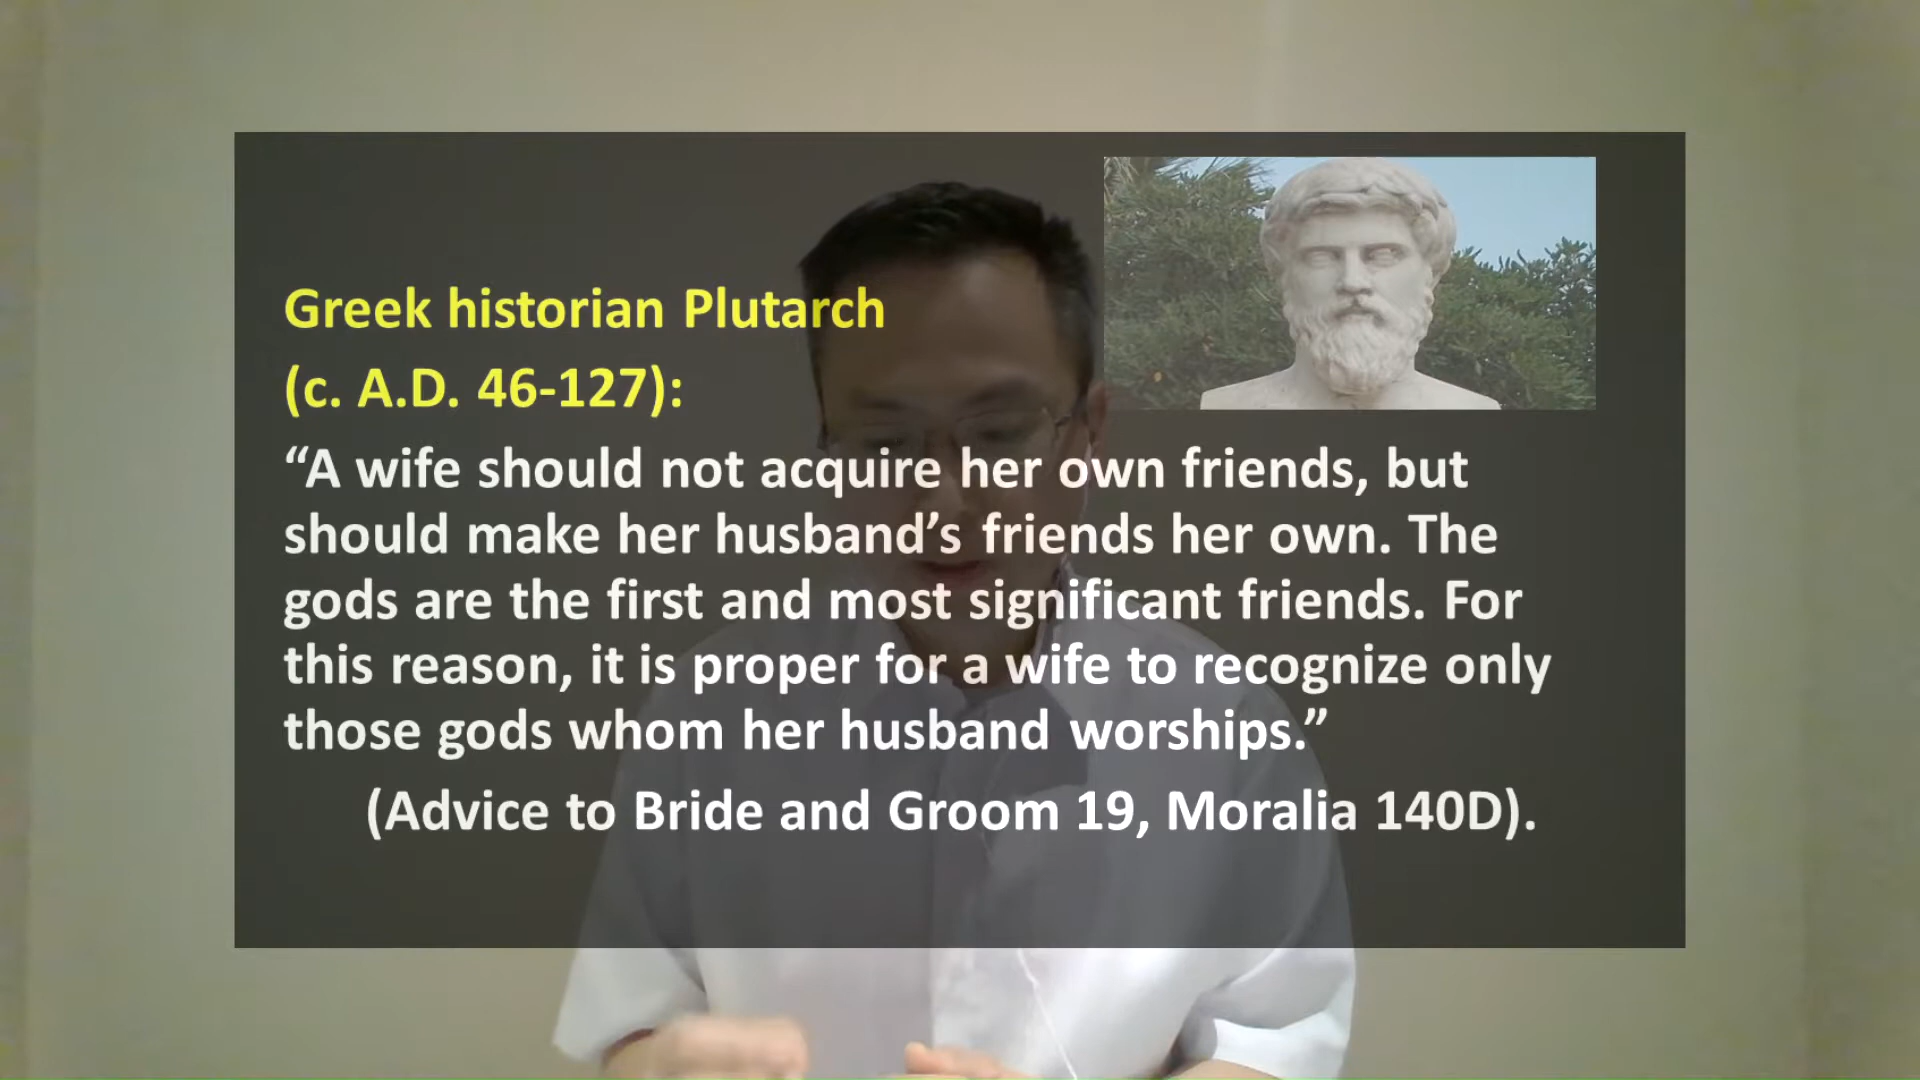 Greek historian Plutarch
(c. A.D. 46-127):
“A wife should not acquire her own friends, but
should make her husband’s friends her own. The
gods are the first and most significant friends. For
this reason, it is proper for a wife to recognize only
those gods whom her husband worships.”
(Advice to Bride and Groom 19, Moralia 140D).